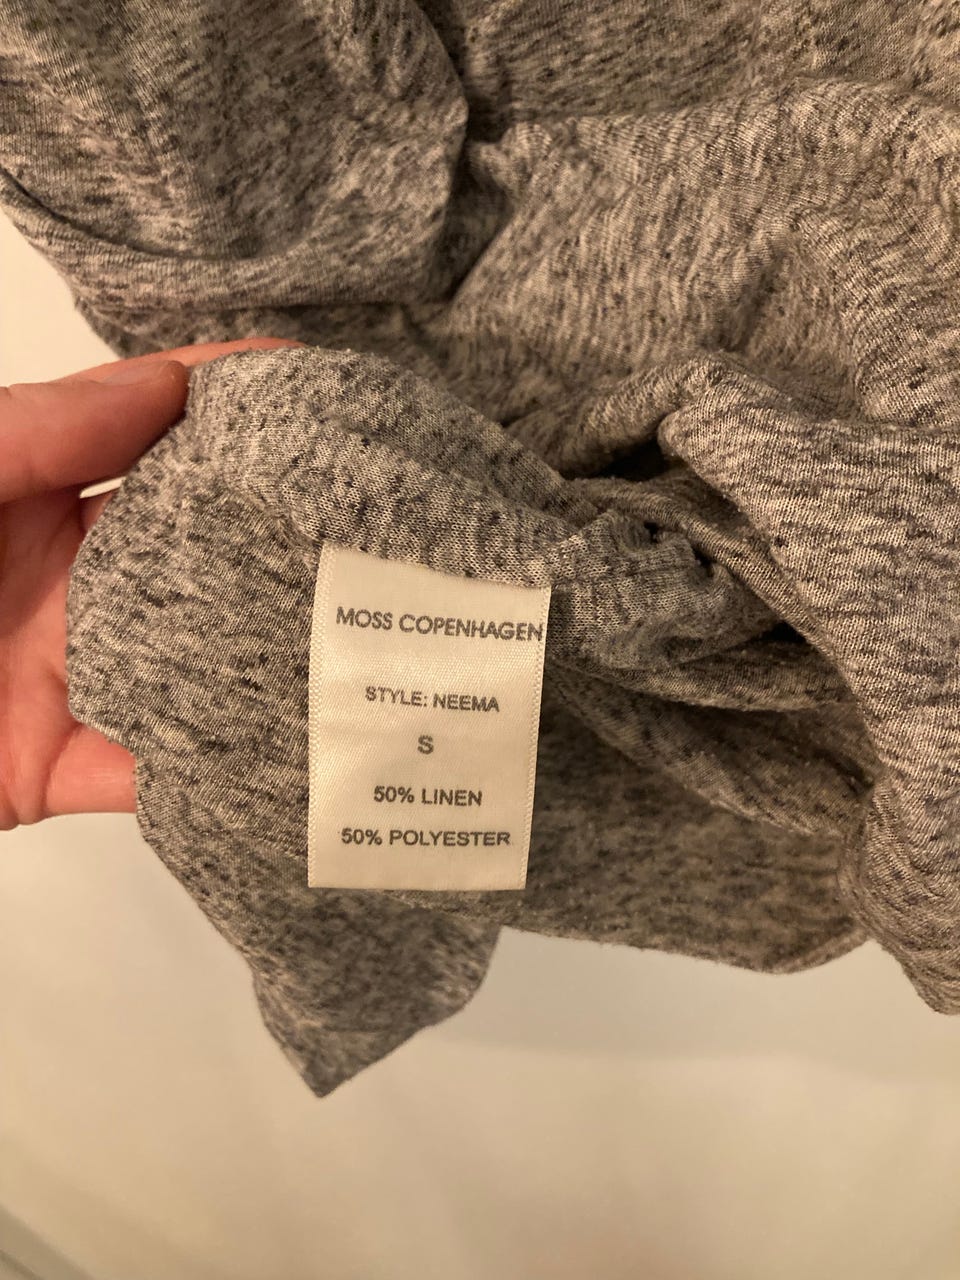 MOSS COPENHAGEN
STYLE: NEEMA
S
50% LINEN
50% POLYESTER